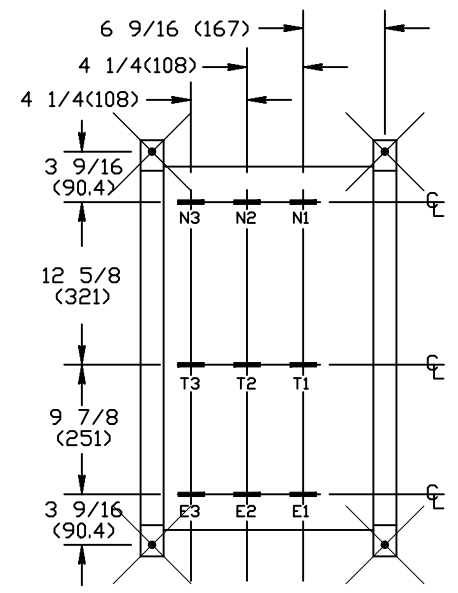 6 9/16 (167)
4 1/4(108)
4 1/4(108)
3 9/16
(90.4)
N3 N2 N1 ℄
12 5/8
(321)
T3 T2 T1 ℄
9 7/8
(251)
E3 E2 E1 ℄
3 9/16
(90.4)